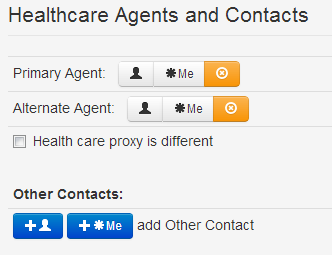 Healthcare Agents and Contacts
Primary Agent: Me
Alternate Agent: Me
Health care proxy is different
Other Contacts:
+ + Me add Other Contact